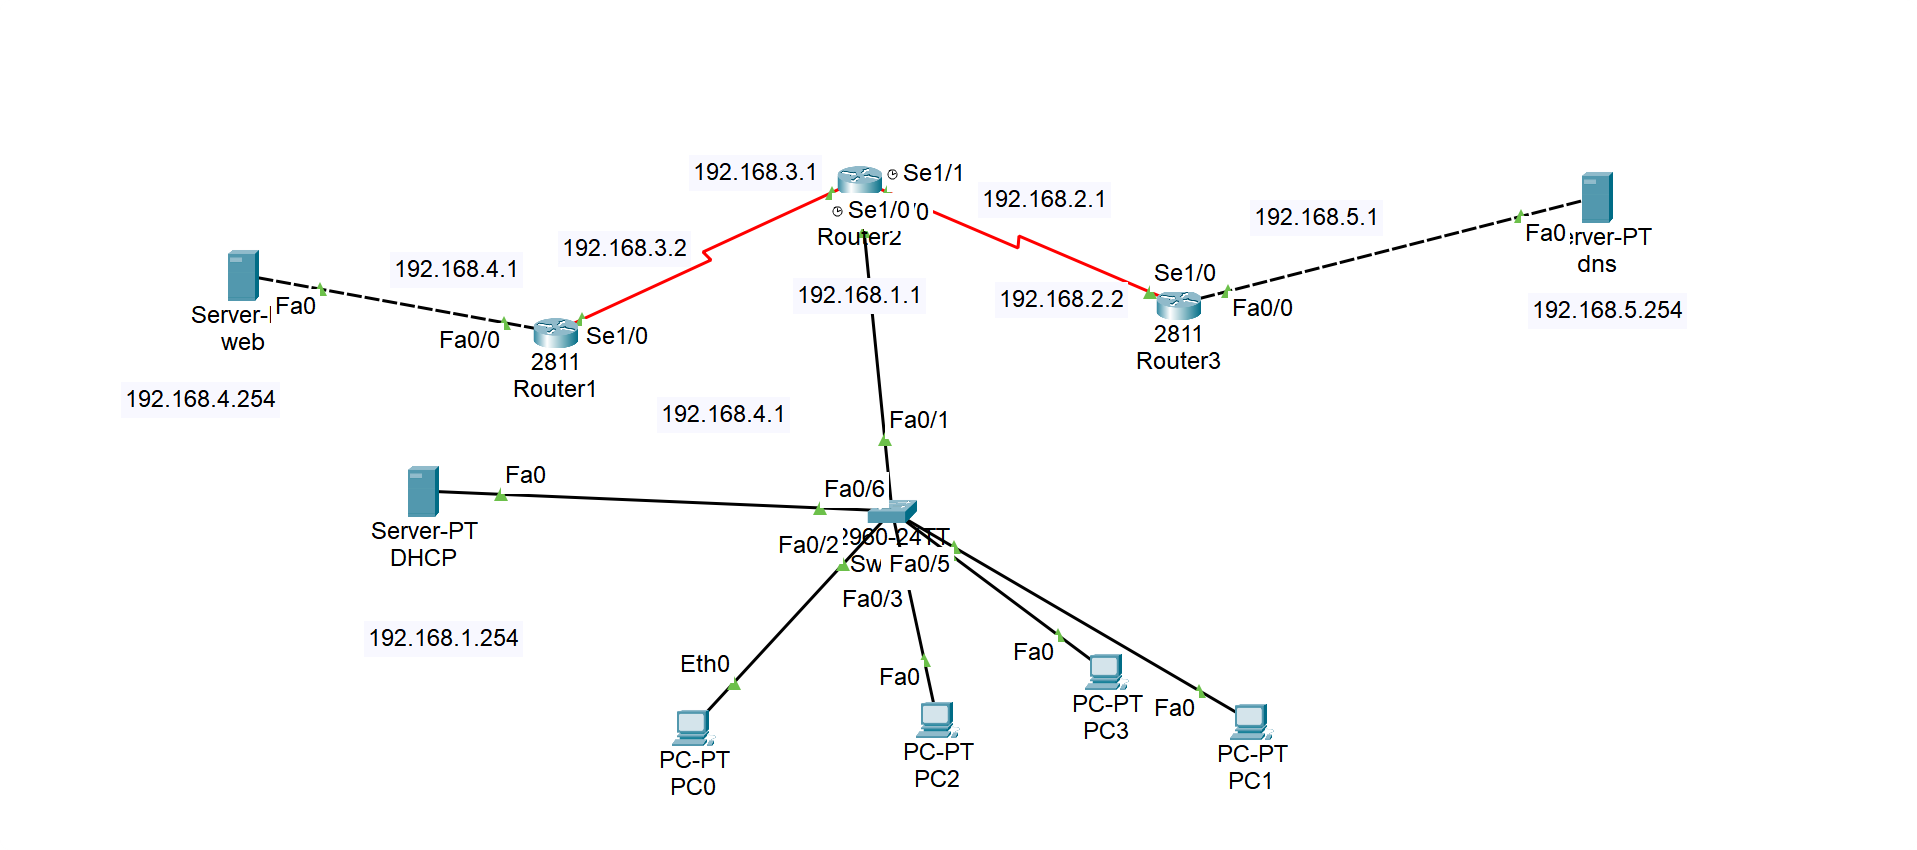 192.168.3.1
Se1/1
192.168.2.1
Se1/0
Router2
192.168.5.1
Fa0
dns
192.168.5.254
192.168.3.2
192.168.4.1
Fa0
web
192.168.4.254
Fa0/0
Se1/0
2811
Router1
192.168.1.1
192.168.2.2
Se1/0
Fa0/0
2811
Router3
192.168.4.1
Fa0/1
Fa0
Fa0/6
Server-PT
DHCP
192.168.1.254
Fa0/2
2960-24TT
Fa0/5
Fa0/3
Eth0
Fa0
Fa0
Fa0
PC-PT
PC0
PC-PT
PC2
PC-PT
PC3
PC-PT
PC1